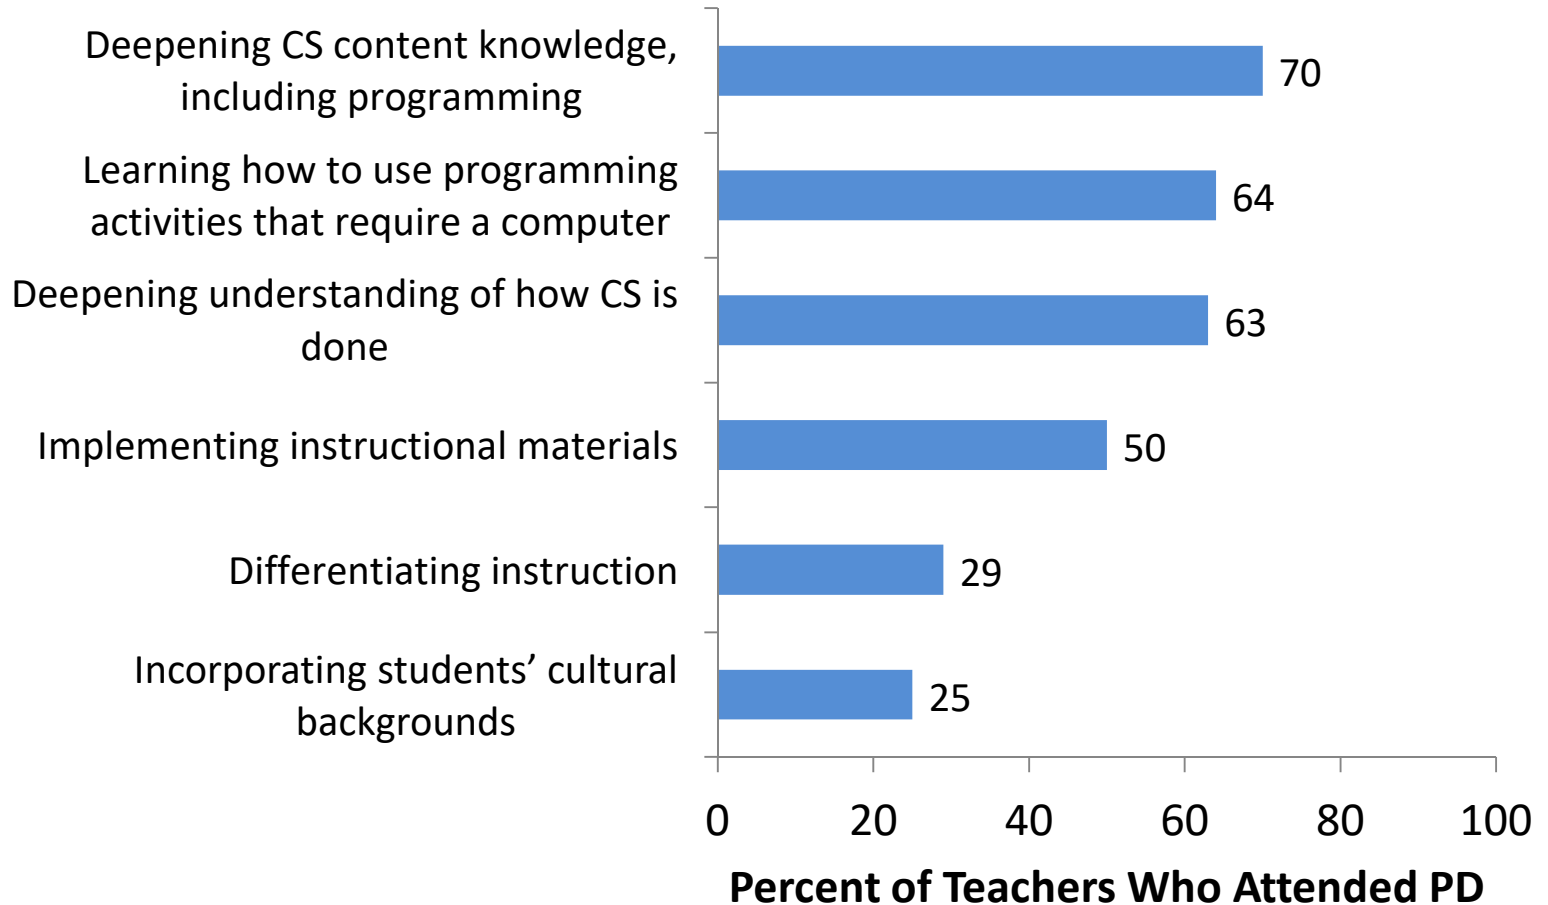 Deepening CS content knowledge,
including programming
70
Learning how to use programming
activities that require a computer
64
Deepening understanding of how CS is
done
63
Implementing instructional materials
50
Differentiating instruction
29
Incorporating students’ cultural
backgrounds
25
0 20 40 60 80 100
Percent of Teachers Who Attended PD